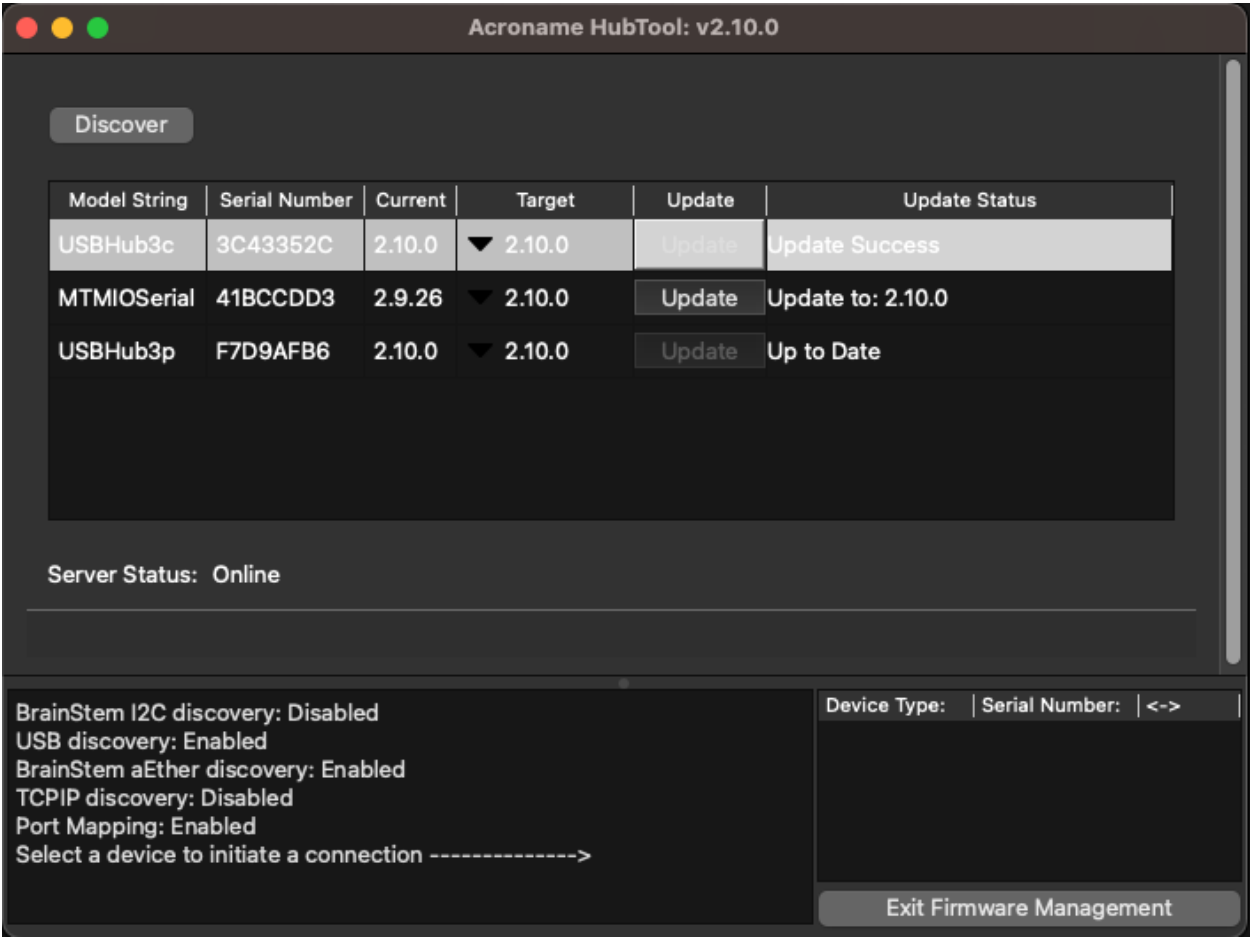 Acroname HubTool: v2.10.0
Discover
Model String Serial Number Current Target Update Update Status
USBHub3c 3C43352C 2.10.0 2.10.0 Update Update Success
MTMIOSerial 41BCCDD3 2.9.26 2.10.0 Update Update to: 2.10.0
USBHub3p F7D9AFB6 2.10.0 2.10.0 Update Up to Date
Server Status: Online
BrainStem I2C discovery: Disabled
USB discovery: Enabled
BrainStem aEther discovery: Enabled
TCPIP discovery: Disabled
Port Mapping: Enabled
Select a device to initiate a connection -------------->
Device Type: Serial Number: <->
Exit Firmware Management